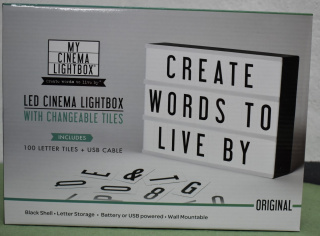 MY
CINEMA
LIGHTBOX
LED CINEMA LIGHTBOX
WITH CHANGEABLE TILES
INCLUDES
100 LETTER TILES + USB CABLE
CREATE
WORDS TO
LIVE BY
E & T G
ORIGINAL
Black Shell • Letter Storage • Battery or USB powered • Wall Mountable